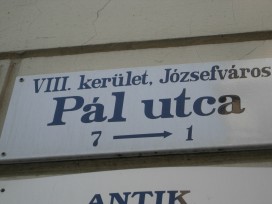 VIII. kerület, Józsefváros
Pál utca
7 → 1
ANTIK